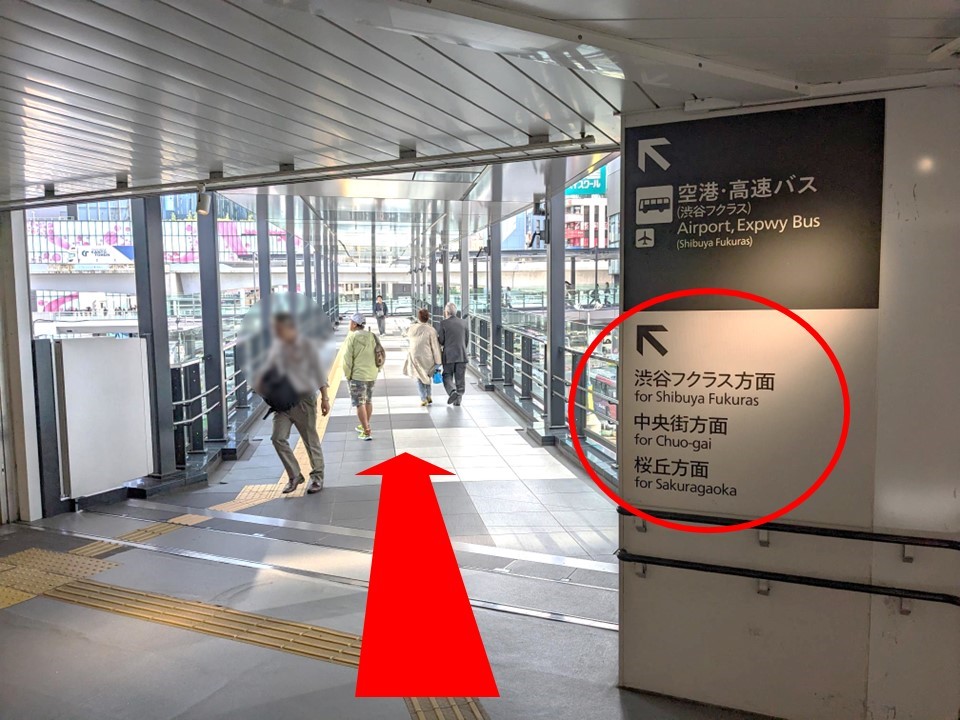 空港・高速バス
(渋谷フクラス)
Airport, Expwy Bus
(Shibuya Fukuras)
渋谷フクラス方面
for Shibuya Fukuras
中央街方面
for Chuo-gai
桜丘方面
for Sakuragaoka